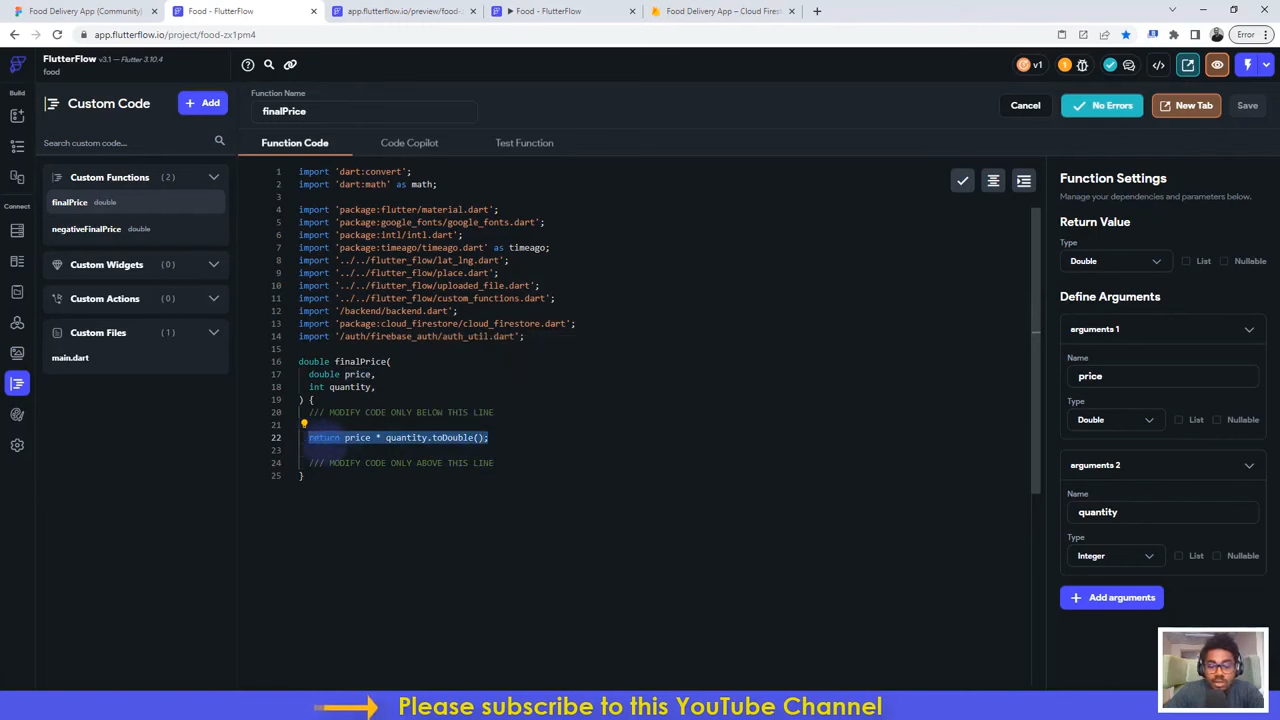 Food Delivery App (Community)
Food - FlutterFlow
app.flutterflow.io/preview/food-
Food - FlutterFlow
Food Delivery App – Cloud Fires
app.flutterflow.io/project/food-zx1pm4
Error
FlutterFlow v3.1 — Flutter 3.10.4
food
v1
1
Build
Custom Code
Add
Function Name
finalPrice
Cancel
No Errors
New Tab
Save
Search custom code...
Function Code
Code Copilot
Test Function
Custom Functions (2)
finalPrice double
negativeFinalPrice double
Connect
Custom Widgets (0)
Custom Actions (0)
Custom Files (1)
main.dart
1 import 'dart:convert';
2 import 'dart:math' as math;
3
4 import 'package:flutter/material.dart';
5 import 'package:google_fonts/google_fonts.dart';
6 import 'package:intl/intl.dart';
7 import 'package:timeago/timeago.dart' as timeago;
8 import '../../flutter_flow/lat_lng.dart';
9 import '../../flutter_flow/place.dart';
10 import '../../flutter_flow/uploaded_file.dart';
11 import '../../flutter_flow/custom_functions.dart';
12 import '/backend/backend.dart';
13 import 'package:cloud_firestore/cloud_firestore.dart';
14 import '/auth/firebase_auth/auth_util.dart';
15
16 double finalPrice(
17 double price,
18 int quantity,
19 ) {
20 /// MODIFY CODE ONLY BELOW THIS LINE
21
22 return price * quantity.toDouble();
23
24 /// MODIFY CODE ONLY ABOVE THIS LINE
25 }
Function Settings
Manage your dependencies and parameters below.
Return Value
Type
Double
List
Nullable
Define Arguments
arguments 1
Name
price
Type
Double
List
Nullable
arguments 2
Name
quantity
Type
Integer
List
Nullable
Add arguments
Please subscribe to this YouTube Channel